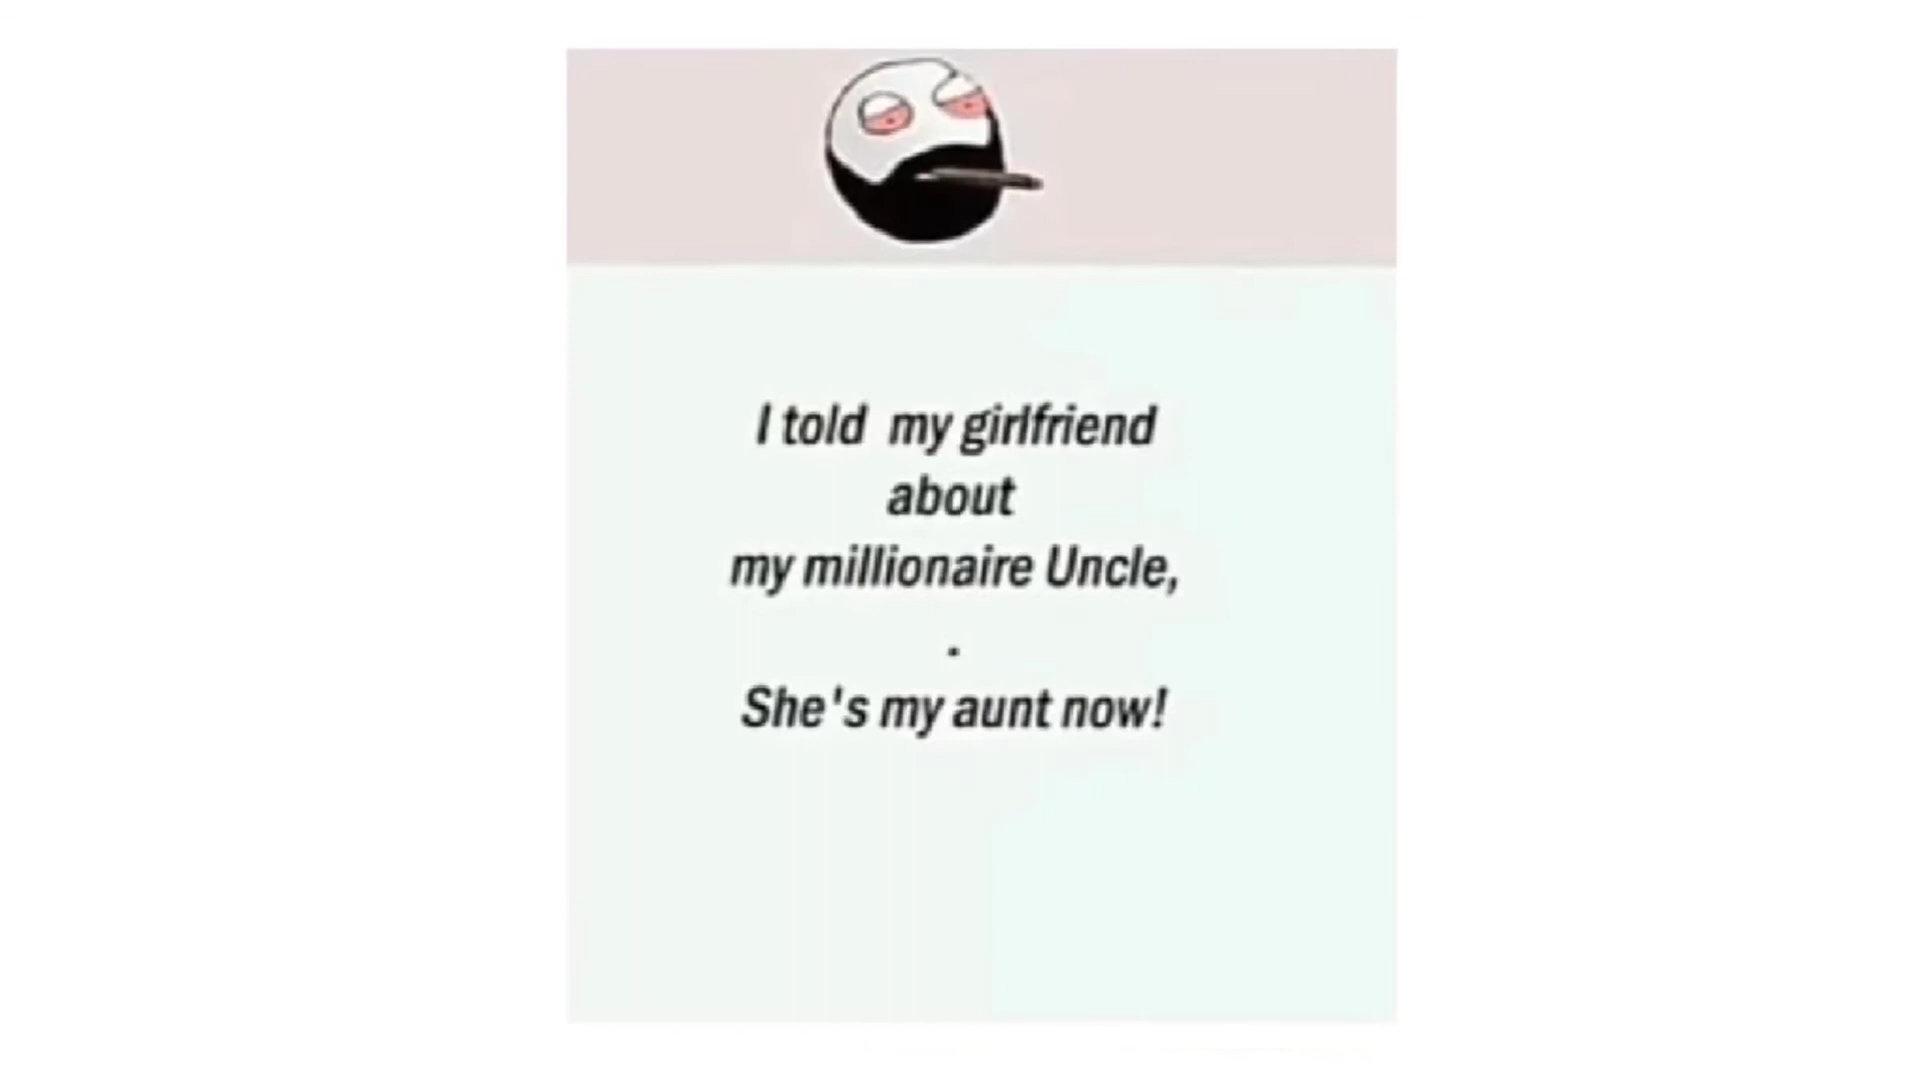 I told my girlfriend
about
my millionaire Uncle,
.
She's my aunt now!